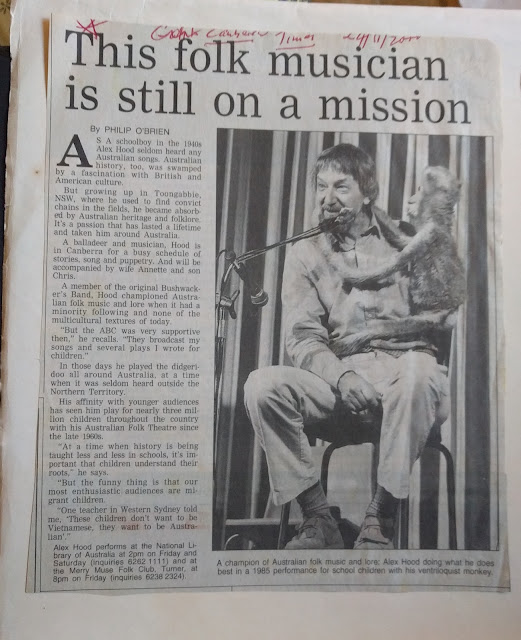 Canberra Times
This folk musician
is still on a mission
By PHILIP O'BRIEN
AS A schoolboy in the 1940s
Alex Hood seldom heard any
Australian songs. Australian
history, too, was swamped
by a fascination with British and
American culture.
But growing up in Toongabbie,
NSW, where he used to find convict
chains in the fields, he became absorb-
ed by Australian heritage and folklore.
It's a passion that has lasted a lifetime
and taken him around Australia.
A balladeer and musician, Hood is
in Canberra for a busy schedule of
stories, song and puppetry. And will be
accompanied by wife Annette and son
Chris.
A member of the original Bushwack-
er's Band, Hood championed Austra-
lian folk music and lore when it had a
minority following and none of the
multicultural textures of today.
"But the ABC was very supportive
then," he recalls. "They broadcast my
songs and several plays I wrote for
children."
In those days he played the didgeri-
doo all around Australia, at a time
when it was seldom heard outside the
Northern Territory.
His affinity with younger audiences
has seen him play for nearly three mil-
lion children throughout the country
with his Australian Folk Theatre since
the late 1960s.
"At a time when history is being
taught less and less in schools, it's im-
portant that children understand their
roots," he says.
"But the funny thing is that our
most enthusiastic audiences are mi-
grant children.
"One teacher in Western Sydney told
me, 'These children don't want to be
Vietnamese, they want to be Austra-
lian'."
Alex Hood performs at the National Li-
brary of Australia at 2pm on Friday and
Saturday (inquiries 6262 1111) and at
the Merry Muse Folk Club, Turner, at
8pm on Friday (inquiries 6238 2324).
A champion of Australian folk music and lore: Alex Hood doing what he does
best in a 1985 performance for school children with his ventriloquist monkey.